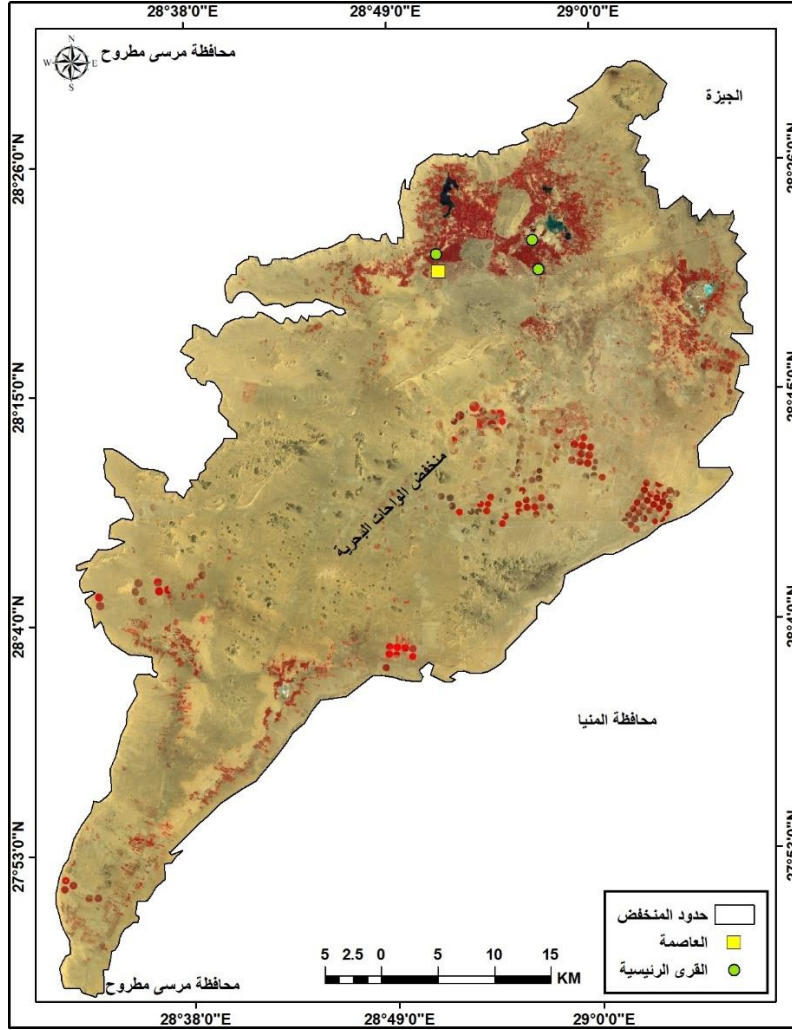 28°38'0"E 28°49'0"E 29°0'0"E
محافظة مرسى مطروح
N
W E
S
الجيزة
28°26'0"N 28°26'0"N
28°15'0"N 28°15'0"N
منخفض الواحات البحرية
28°4'0"N 28°4'0"N
محافظة المنيا
27°53'0"N 27°53'0"N
حدود المنخفض
العاصمة
القرى الرئيسية
5 2.5 0 5 10 15
KM
محافظة مرسى مطروح
28°38'0"E 28°49'0"E 29°0'0"E